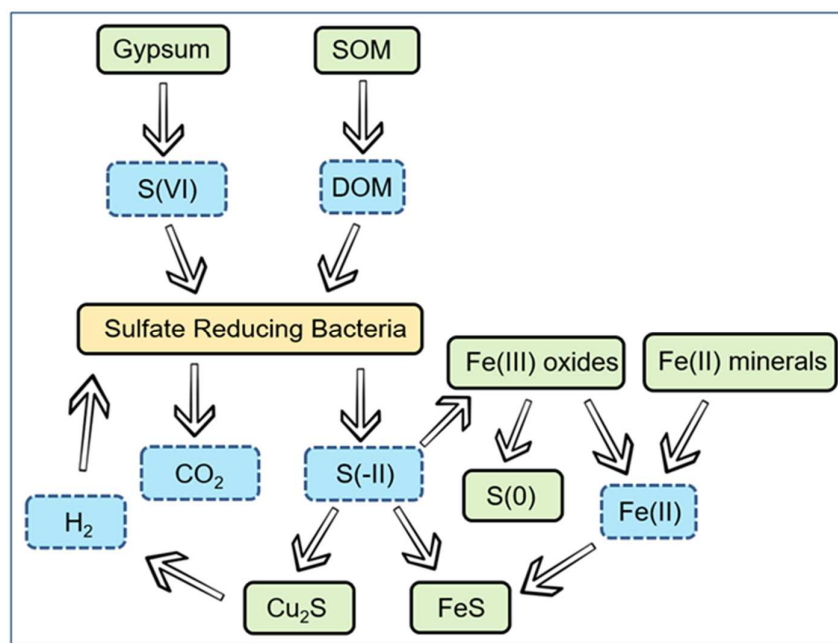 Gypsum
SOM
S(VI)
DOM
Sulfate Reducing Bacteria
Fe(III) oxides
Fe(II) minerals
CO₂
S(-II)
S(0)
Fe(II)
H₂
Cu₂S
FeS